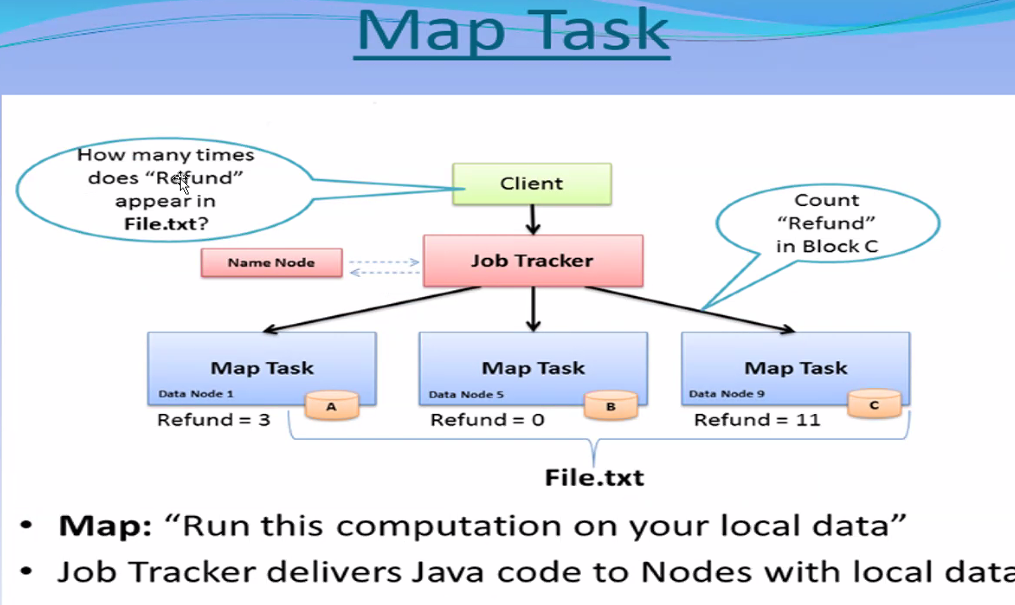 Map Task
How many times
does “Refund”
appear in
File.txt?
Client
Count
“Refund”
in Block C
Name Node
Job Tracker
Map Task
Data Node 1
A
Refund = 3
Map Task
Data Node 5
B
Refund = 0
Map Task
Data Node 9
C
Refund = 11
File.txt
• Map: “Run this computation on your local data”
• Job Tracker delivers Java code to Nodes with local data